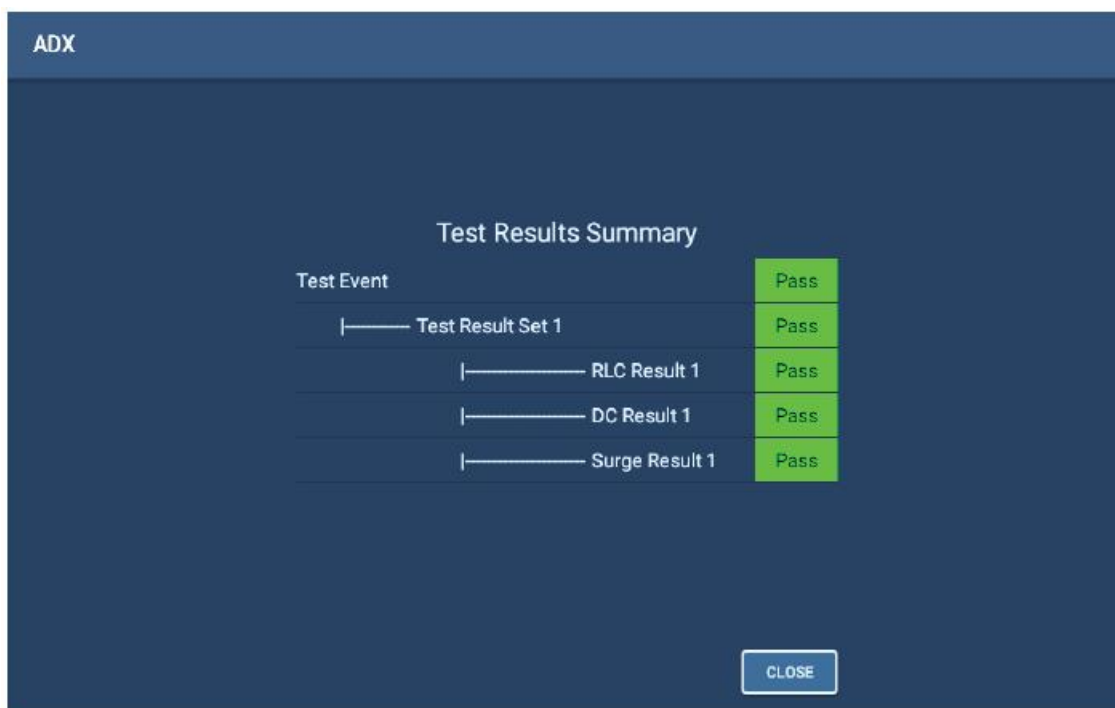 ADX
Test Results Summary
Test Event Pass
|---------- Test Result Set 1 Pass
|-------------------- RLC Result 1 Pass
|-------------------- DC Result 1 Pass
|-------------------- Surge Result 1 Pass
CLOSE